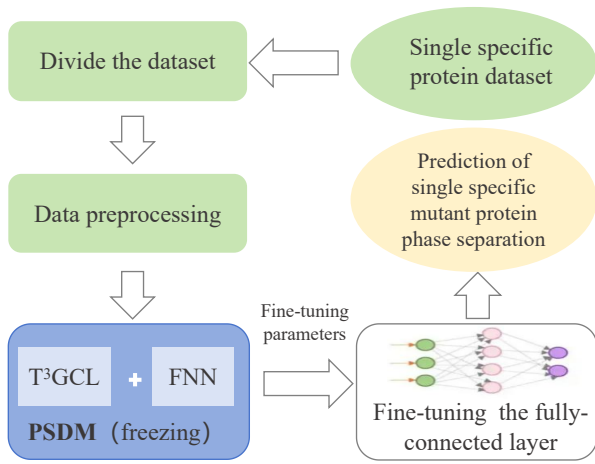 Single specific
protein dataset
Divide the dataset
Data preprocessing
T³GCL + FNN
PSDM (freezing)
Fine-tuning
parameters
Fine-tuning the fully-
connected layer
Prediction of
single specific
mutant protein
phase separation